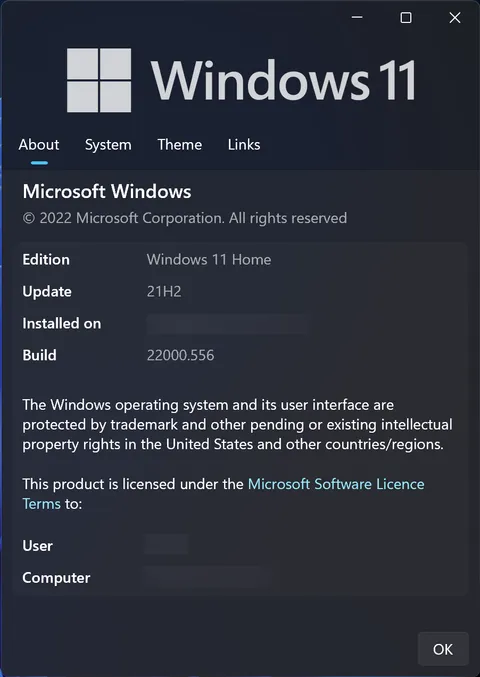 Windows 11
About System Theme Links
Microsoft Windows
© 2022 Microsoft Corporation. All rights reserved
Edition Windows 11 Home
Update 21H2
Installed on
Build 22000.556
The Windows operating system and its user interface are
protected by trademark and other pending or existing intellectual
property rights in the United States and other countries/regions.
This product is licensed under the Microsoft Software Licence
Terms to:
User
Computer
OK